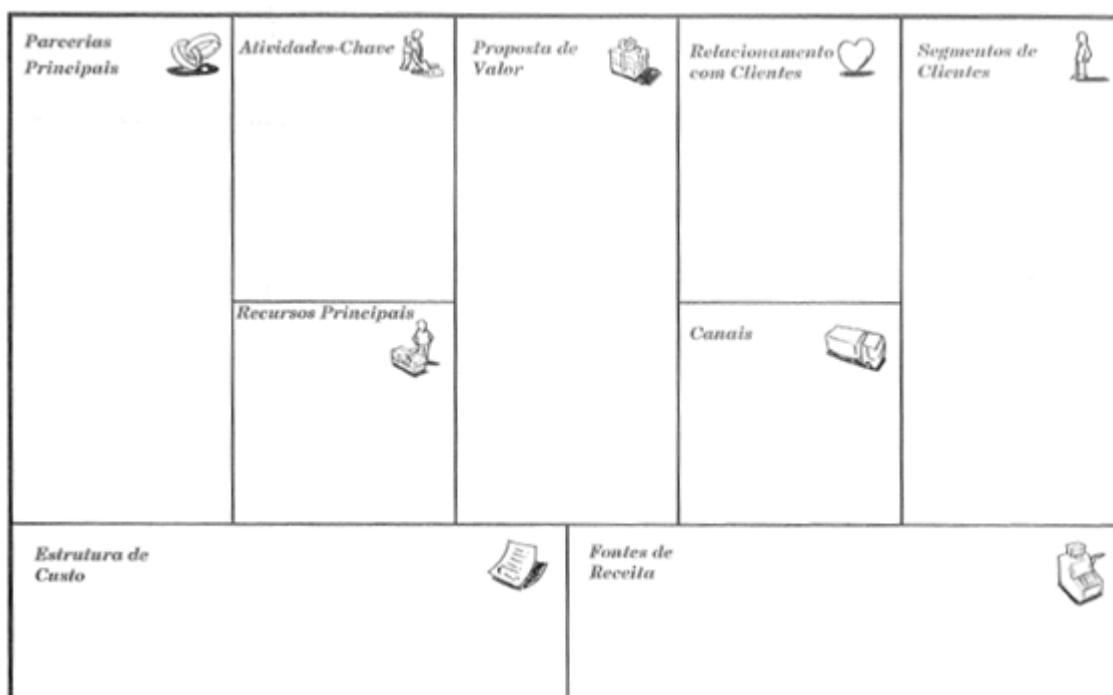 Parcerias
Principais
Atividades-Chave
Recursos Principais
Proposta de
Valor
Relacionamento
com Clientes
Canais
Segmentos de
Clientes
Estrutura de
Custo
Fontes de
Receita